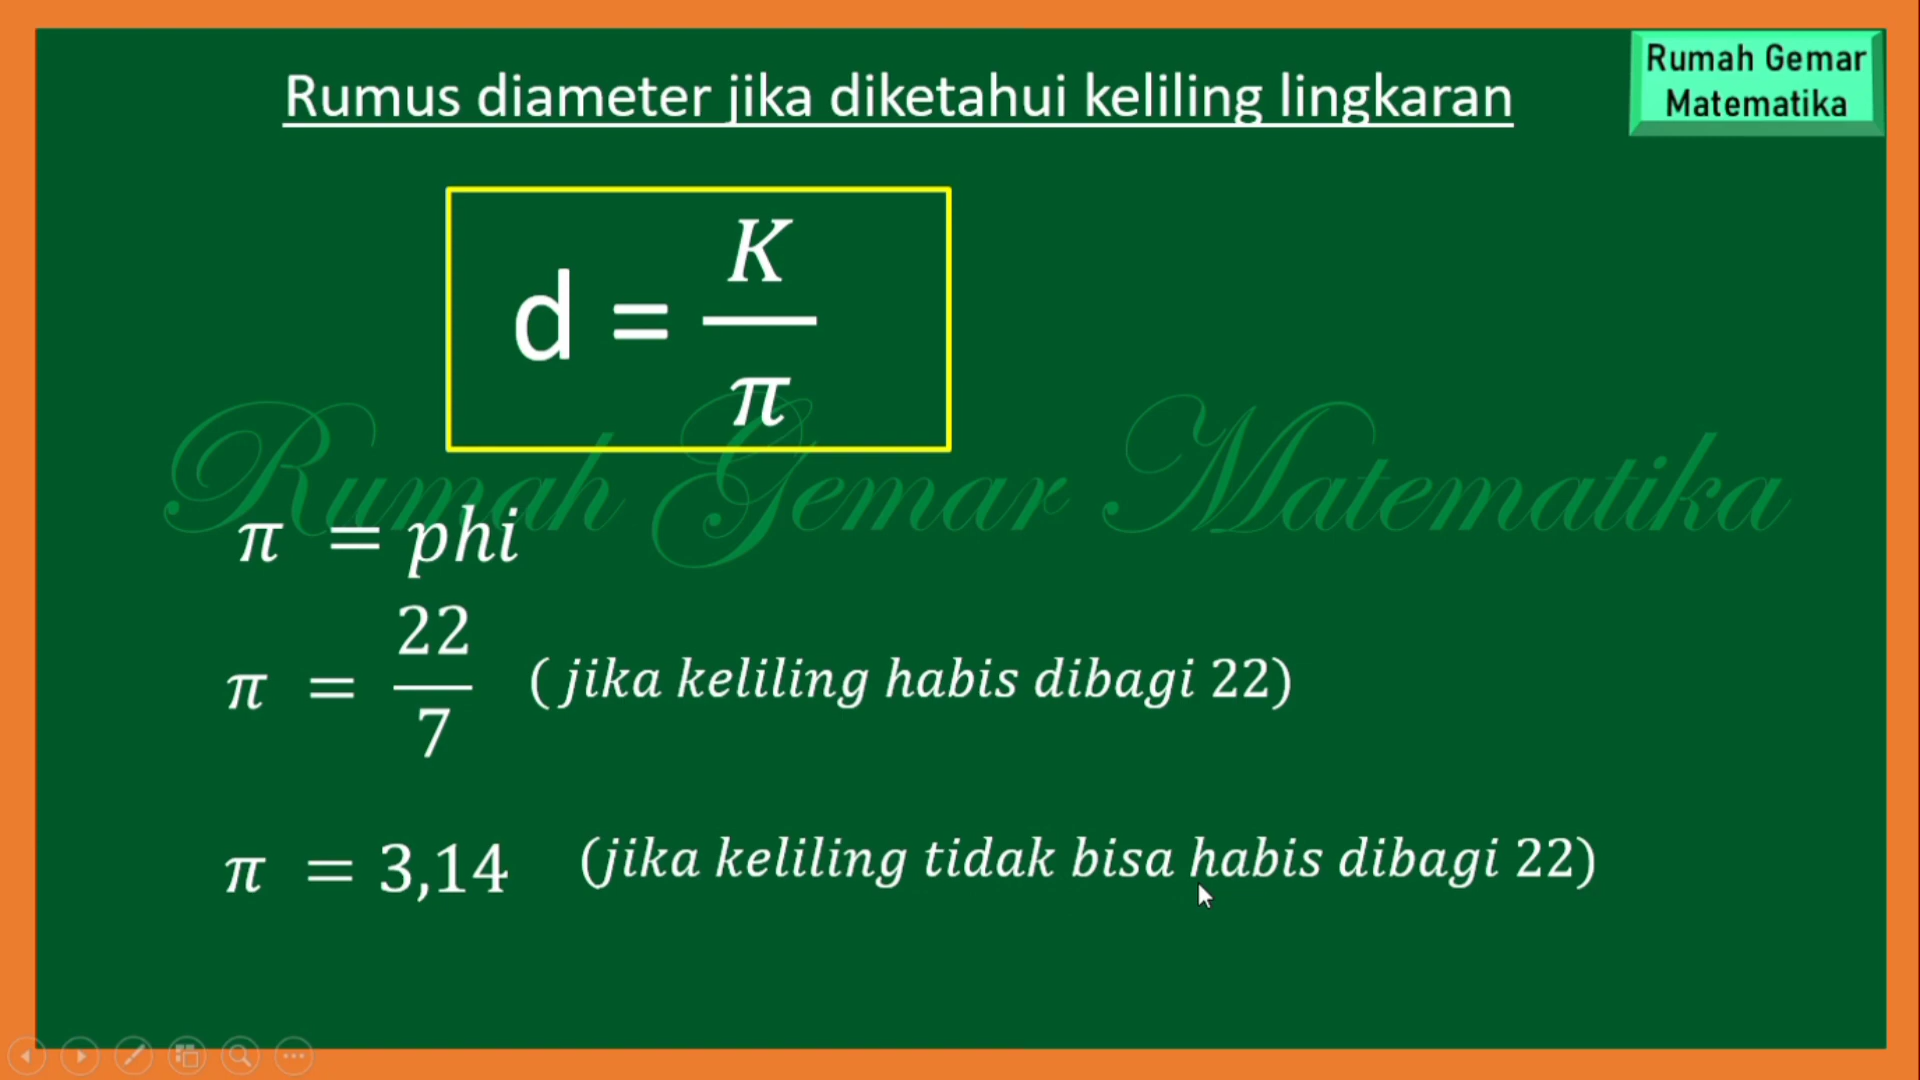 Rumus diameter jika diketahui keliling lingkaran
Rumah Gemar
Matematika
d = K/π
Rumah Gemar Matematika
π = phi
π = 22/7 ( jika keliling habis dibagi 22)
π = 3,14 (jika keliling tidak bisa habis dibagi 22)